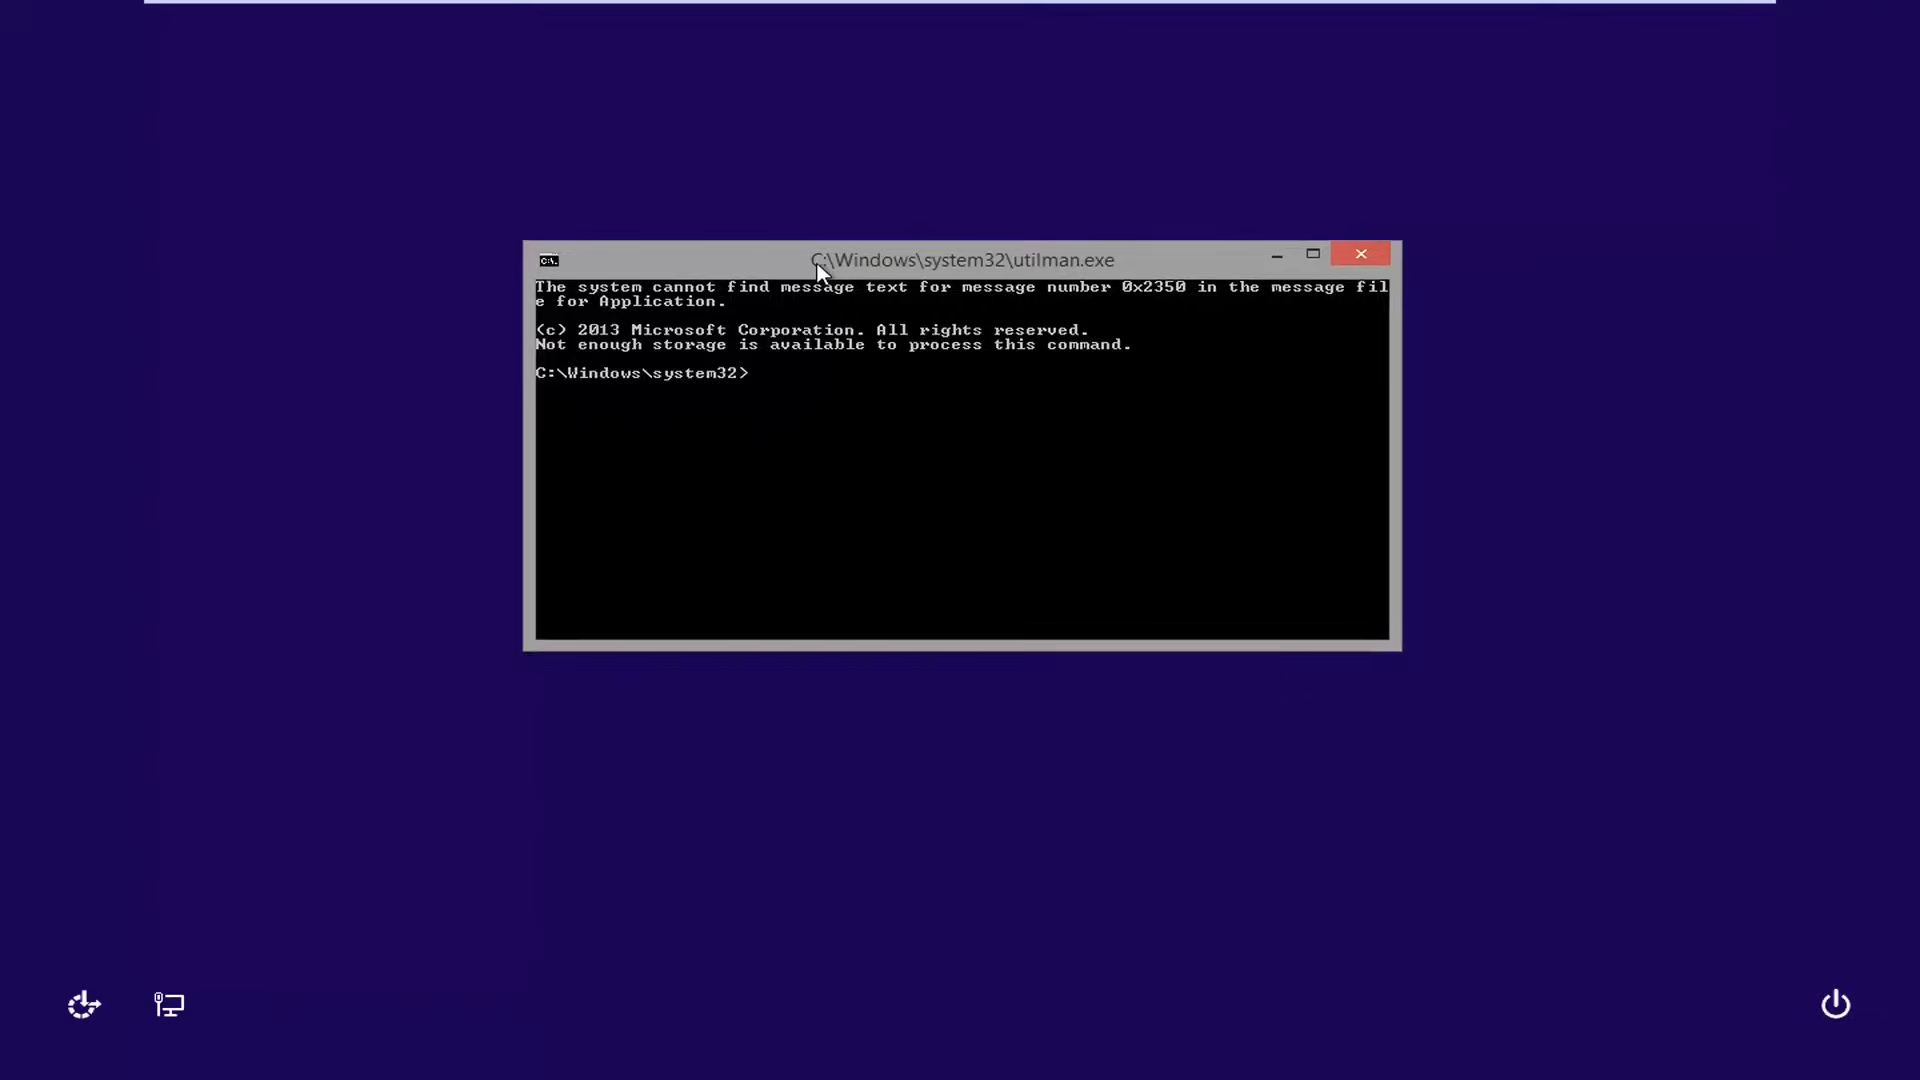 C:\Windows\system32\utilman.exe
The system cannot find message text for message number 0x2350 in the message fil
e for Application.
(c) 2013 Microsoft Corporation. All rights reserved.
Not enough storage is available to process this command.
C:\Windows\system32>